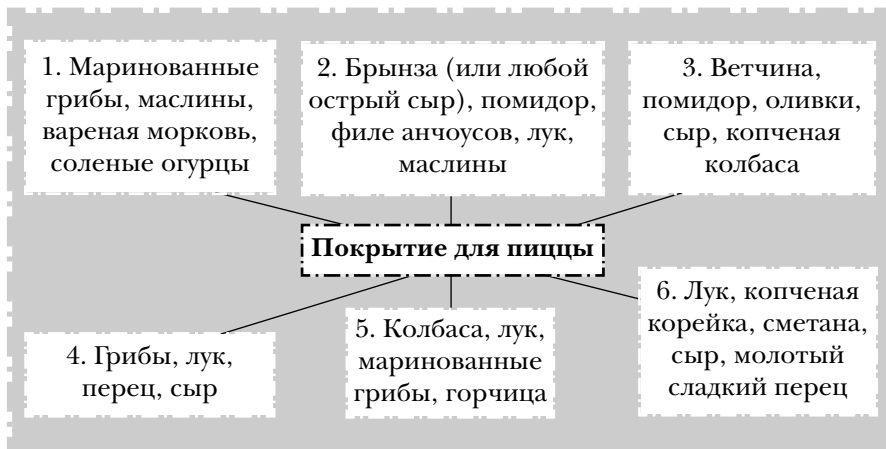 1. Маринованные
грибы, маслины,
вареная морковь,
соленые огурцы
2. Брынза (или любой
острый сыр), помидор,
филе анчоусов, лук,
маслины
3. Ветчина,
помидор, оливки,
сыр, копченая
колбаса
Покрытие для пиццы
4. Грибы, лук,
перец, сыр
5. Колбаса, лук,
маринованные
грибы, горчица
6. Лук, копченая
корейка, сметана,
сыр, молотый
сладкий перец